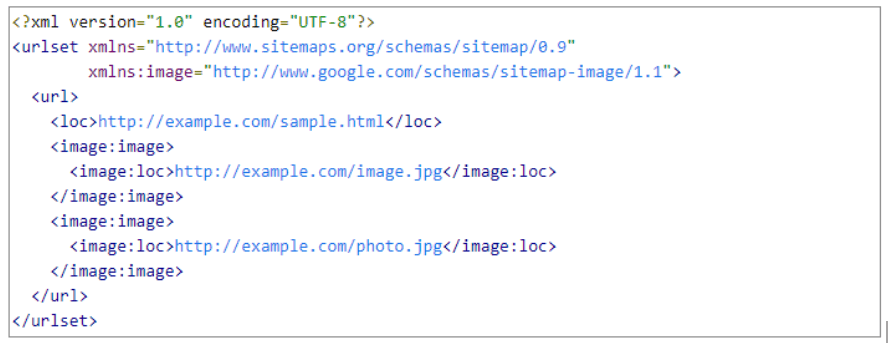 <?xml version="1.0" encoding="UTF-8"?>
<urlset xmlns="http://www.sitemaps.org/schemas/sitemap/0.9"
        xmlns:image="http://www.google.com/schemas/sitemap-image/1.1">
  <url>
    <loc>http://example.com/sample.html</loc>
    <image:image>
      <image:loc>http://example.com/image.jpg</image:loc>
    </image:image>
    <image:image>
      <image:loc>http://example.com/photo.jpg</image:loc>
    </image:image>
  </url>
</urlset>